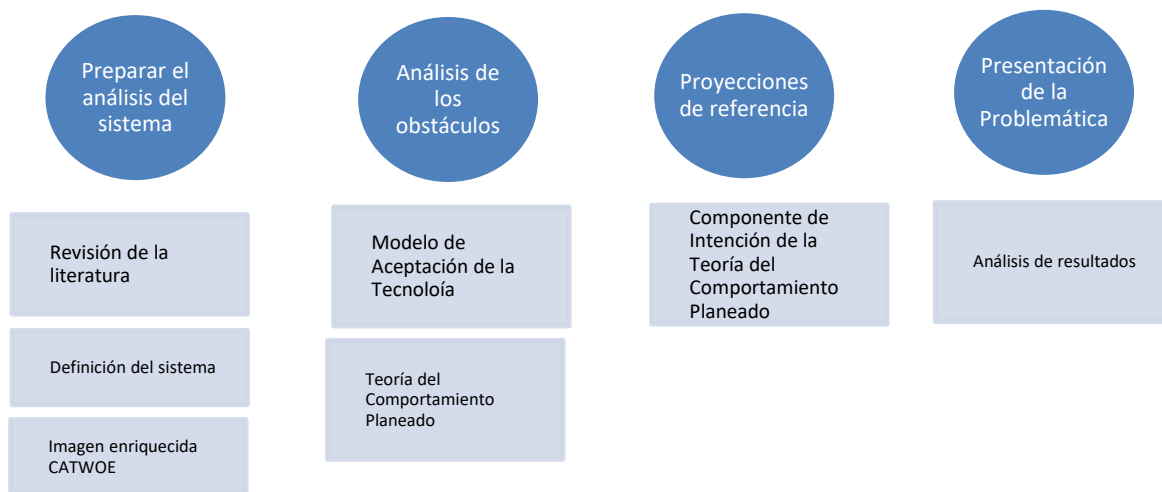 Preparar el
análisis del
sistema
Revisión de la
literatura
Definición del sistema
Imagen enriquecida
CATWOE
Análisis de
los
obstáculos
Modelo de
Aceptación de la
Tecnoloía
Teoría del
Comportamiento
Planeado
Proyecciones
de referencia
Componente de
Intención de la
Teoría del
Comportamiento
Planeado
Presentación
de la
Problemática
Análisis de resultados